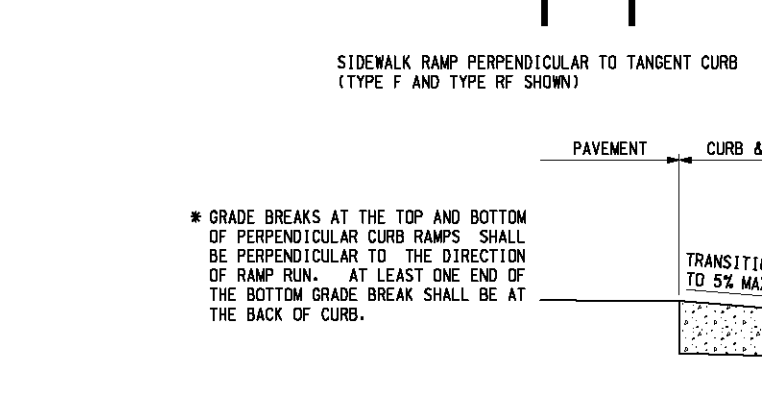 SIDEWALK RAMP PERPENDICULAR TO TANGENT CURB
(TYPE F AND TYPE RF SHOWN)
PAVEMENT
CURB &
* GRADE BREAKS AT THE TOP AND BOTTOM
OF PERPENDICULAR CURB RAMPS SHALL
BE PERPENDICULAR TO THE DIRECTION
OF RAMP RUN. AT LEAST ONE END OF
THE BOTTOM GRADE BREAK SHALL BE AT
THE BACK OF CURB.
TO 5%